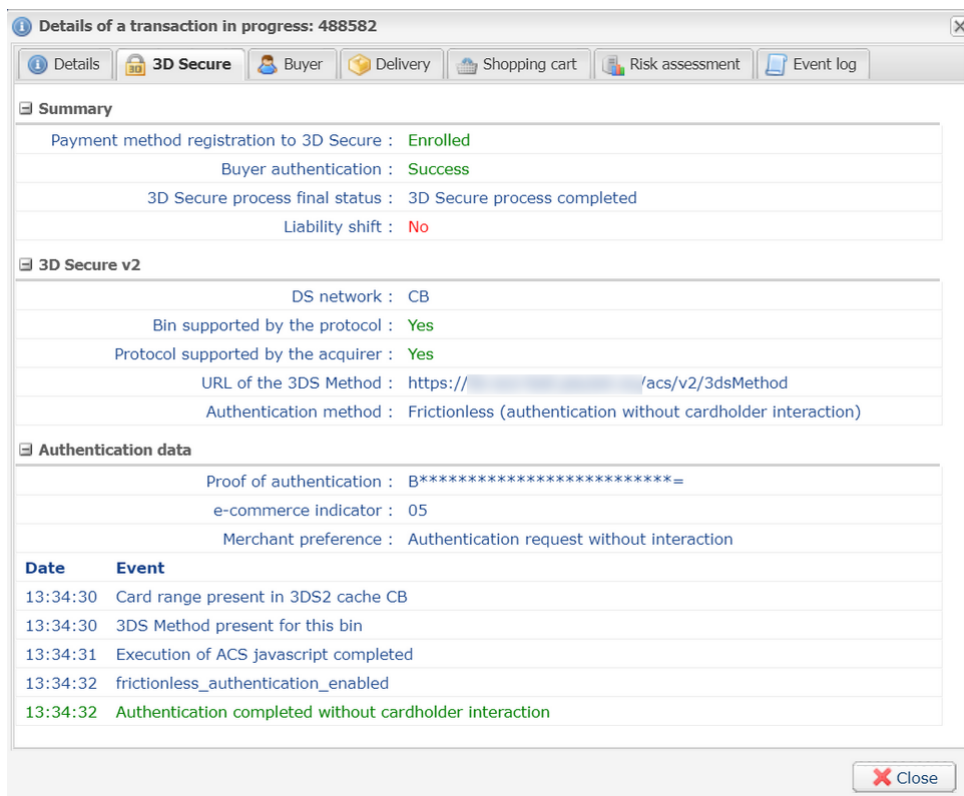 Details of a transaction in progress: 488582
Details 3D Secure Buyer Delivery Shopping cart Risk assessment Event log
Summary
Payment method registration to 3D Secure : Enrolled
Buyer authentication : Success
3D Secure process final status : 3D Secure process completed
Liability shift : No
3D Secure v2
DS network : CB
Bin supported by the protocol : Yes
Protocol supported by the acquirer : Yes
URL of the 3DS Method : https:// /acs/v2/3dsMethod
Authentication method : Frictionless (authentication without cardholder interaction)
Authentication data
Proof of authentication : B**************************=
e-commerce indicator : 05
Merchant preference : Authentication request without interaction
Date Event
13:34:30 Card range present in 3DS2 cache CB
13:34:30 3DS Method present for this bin
13:34:31 Execution of ACS javascript completed
13:34:32 frictionless_authentication_enabled
13:34:32 Authentication completed without cardholder interaction
Close